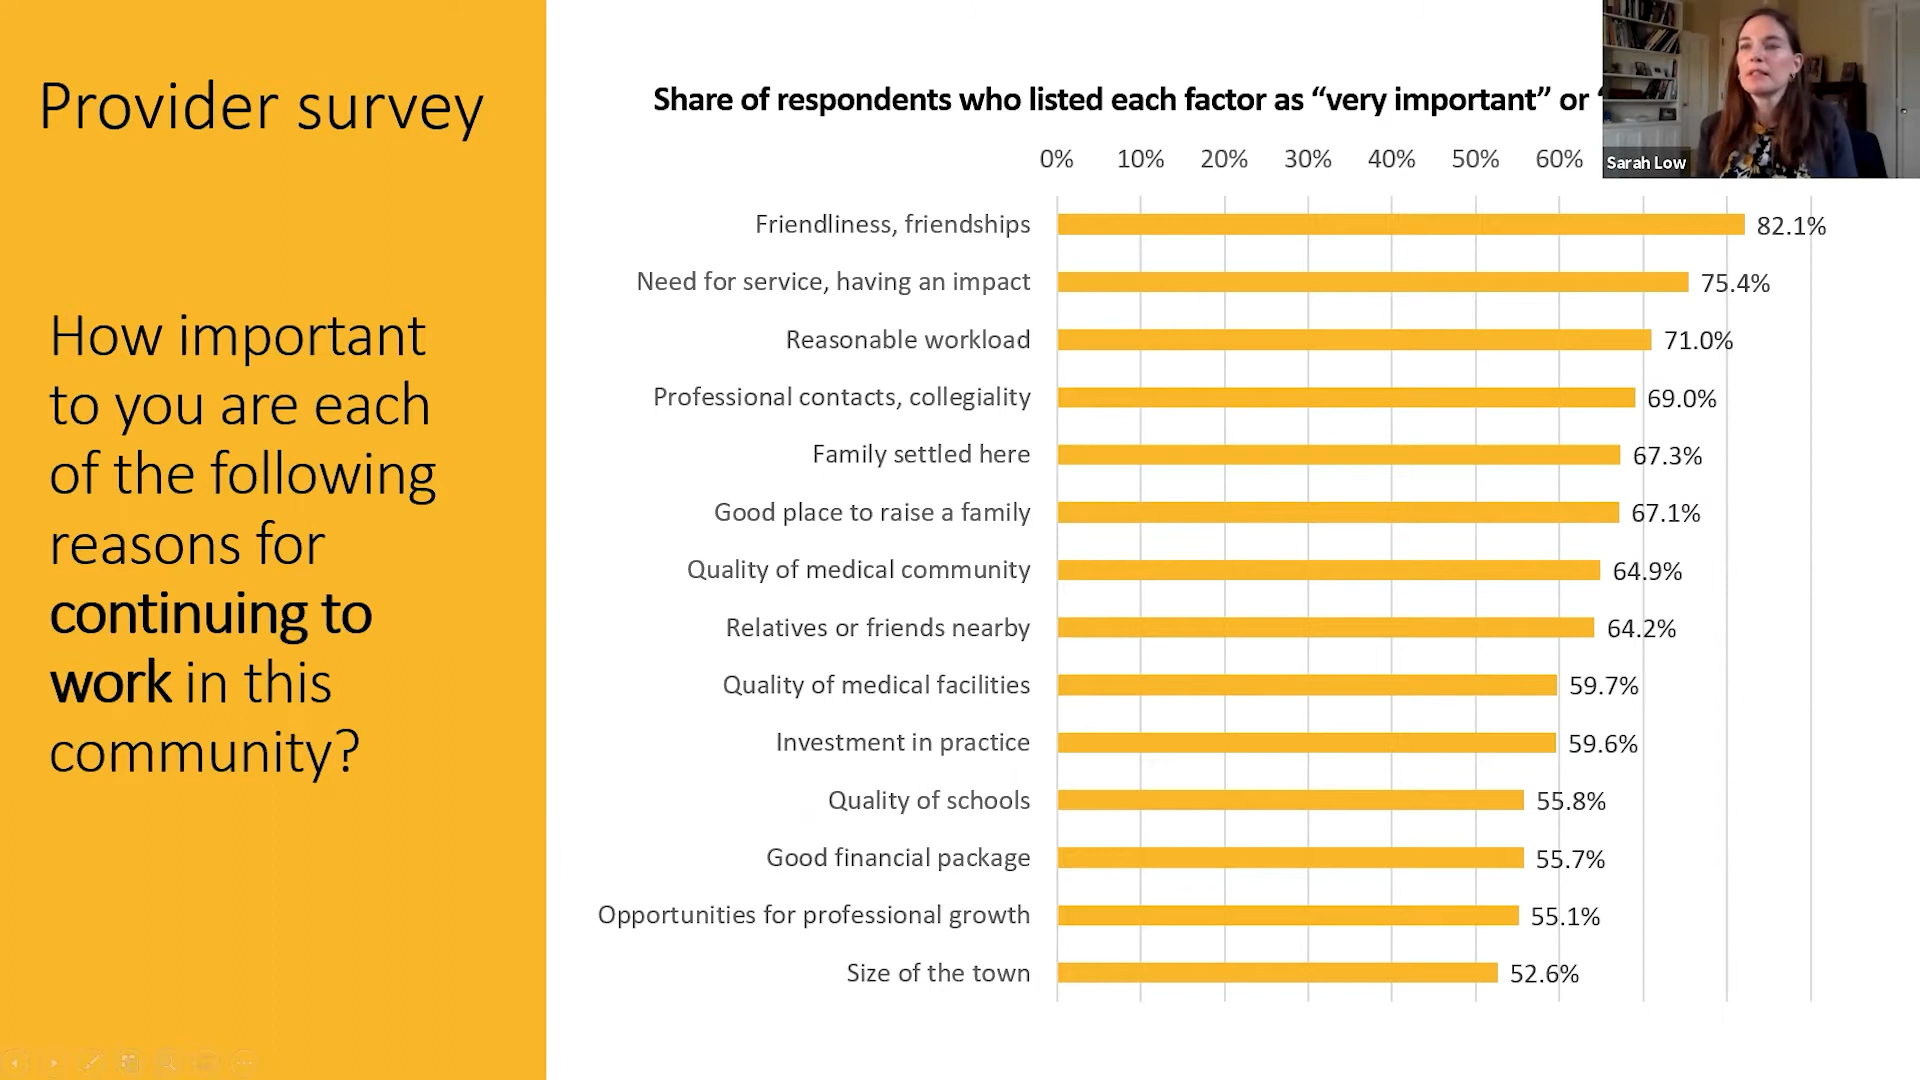 Provider survey
How important
to you are each
of the following
reasons for
continuing to
work in this
community?
Share of respondents who listed each factor as “very important” or “
0% 10% 20% 30% 40% 50% 60%
Sarah Low
Friendliness, friendships 82.1%
Need for service, having an impact 75.4%
Reasonable workload 71.0%
Professional contacts, collegiality 69.0%
Family settled here 67.3%
Good place to raise a family 67.1%
Quality of medical community 64.9%
Relatives or friends nearby 64.2%
Quality of medical facilities 59.7%
Investment in practice 59.6%
Quality of schools 55.8%
Good financial package 55.7%
Opportunities for professional growth 55.1%
Size of the town 52.6%